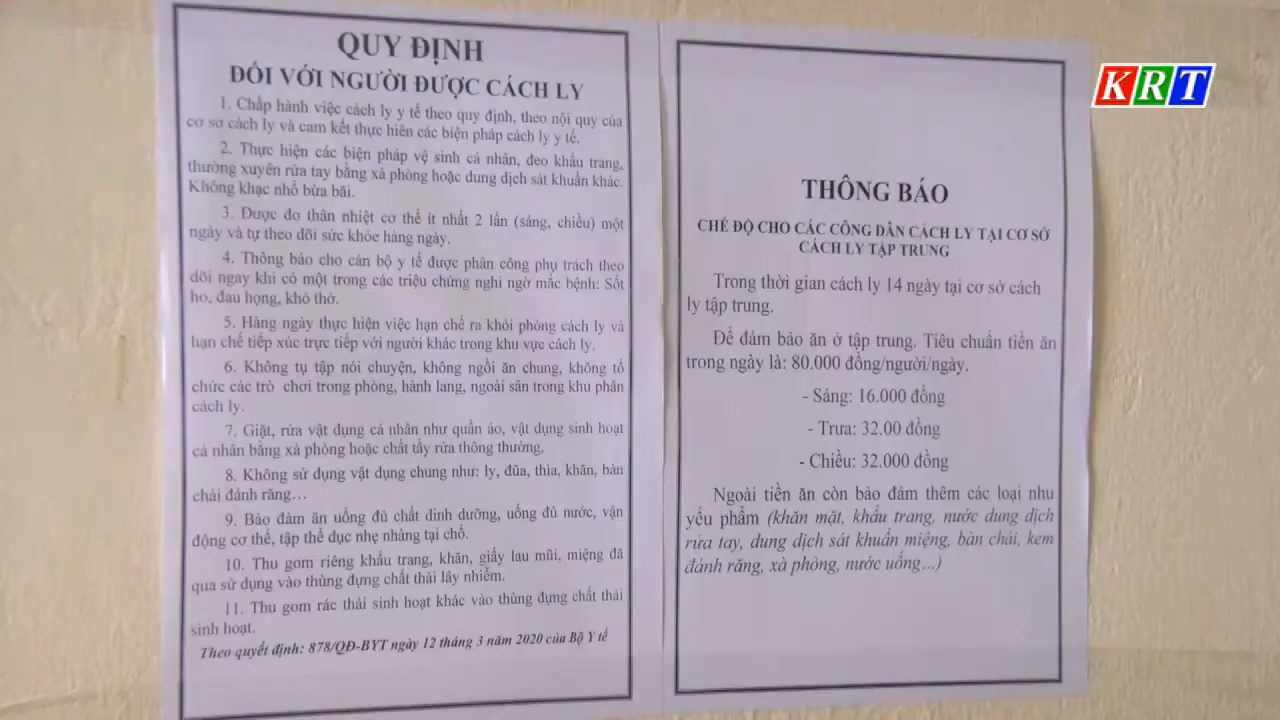 QUY ĐỊNH
ĐỐI VỚI NGƯỜI ĐƯỢC CÁCH LY
1. Chấp hành việc cách ly y tế theo quy định, theo nội quy của
cơ sở cách ly và cam kết thực hiên các biện pháp cách ly y tế.
2. Thực hiện các biện pháp vệ sinh cá nhân, đeo khẩu trang,
thường xuyên rửa tay bằng xà phòng hoặc dung dịch sát khuẩn khác.
Không khạc nhổ bừa bãi.
3. Được đo thân nhiệt cơ thể ít nhất 2 lần (sáng, chiều) một
ngày và tự theo dõi sức khỏe hàng ngày.
4. Thông báo cho cán bộ y tế được phân công phụ trách theo
dõi ngay khi có một trong các triệu chứng nghi ngờ mắc bệnh: Sốt
ho, đau họng, khó thở.
5. Hàng ngày thực hiện việc hạn chế ra khỏi phòng cách ly và
hạn chế tiếp xúc trực tiếp với người khác trong khu vực cách ly.
6. Không tụ tập nói chuyện, không ngồi ăn chung, không tổ
chức các trò chơi trong phòng, hành lang, ngoài sân trong khu phân
cách ly.
7. Giặt, rửa vật dụng cá nhân như quần áo, vật dụng sinh hoạt
cá nhân bằng xà phòng hoặc chất tẩy rửa thông thường.
8. Không sử dụng vật dụng chung như: ly, đũa, thìa, khăn, bàn
chải đánh răng…
9. Bảo đảm ăn uống đủ chất dinh dưỡng, uống đủ nước, vận
động cơ thể, tập thể dục nhẹ nhàng tại chỗ.
10. Thu gom riêng khẩu trang, khăn, giấy lau mũi, miệng đã
qua sử dụng vào thùng đựng chất thải lây nhiễm.
11. Thu gom rác thải sinh hoạt khác vào thùng đựng chất thải
sinh hoạt.
Theo quyết định: 878/QĐ-BYT ngày 12 tháng 3 năm 2020 của Bộ Y tế
KRT
THÔNG BÁO
CHẾ ĐỘ CHO CÁC CÔNG DÂN CÁCH LY TẠI CƠ SỞ
CÁCH LY TẬP TRUNG
Trong thời gian cách ly 14 ngày tại cơ sở cách
ly tập trung.
Để đảm bảo ăn ở tập trung. Tiêu chuẩn tiền ăn
trong ngày là: 80.000 đồng/người/ngày.
- Sáng: 16.000 đồng
- Trưa: 32.00 đồng
- Chiều: 32.000 đồng
Ngoài tiền ăn còn bảo đảm thêm các loại nhu
yếu phẩm (khăn mặt, khẩu trang, nước dung dịch
rửa tay, dung dịch sát khuẩn miệng, bàn chải, kem
đánh răng, xà phòng, nước uống...)